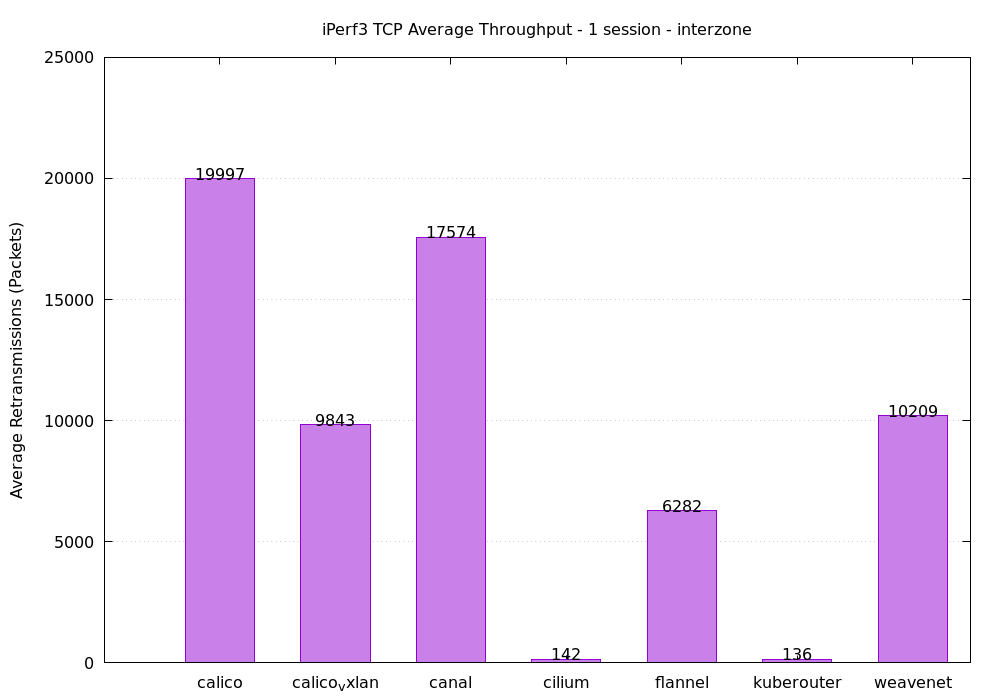 iPerf3 TCP Average Throughput - 1 session - interzone
Average Retransmissions (Packets)
25000
20000
15000
10000
5000
0
19997
9843
17574
142
6282
136
10209
calico
calicovxlan
canal
cilium
flannel
kuberouter
weavenet